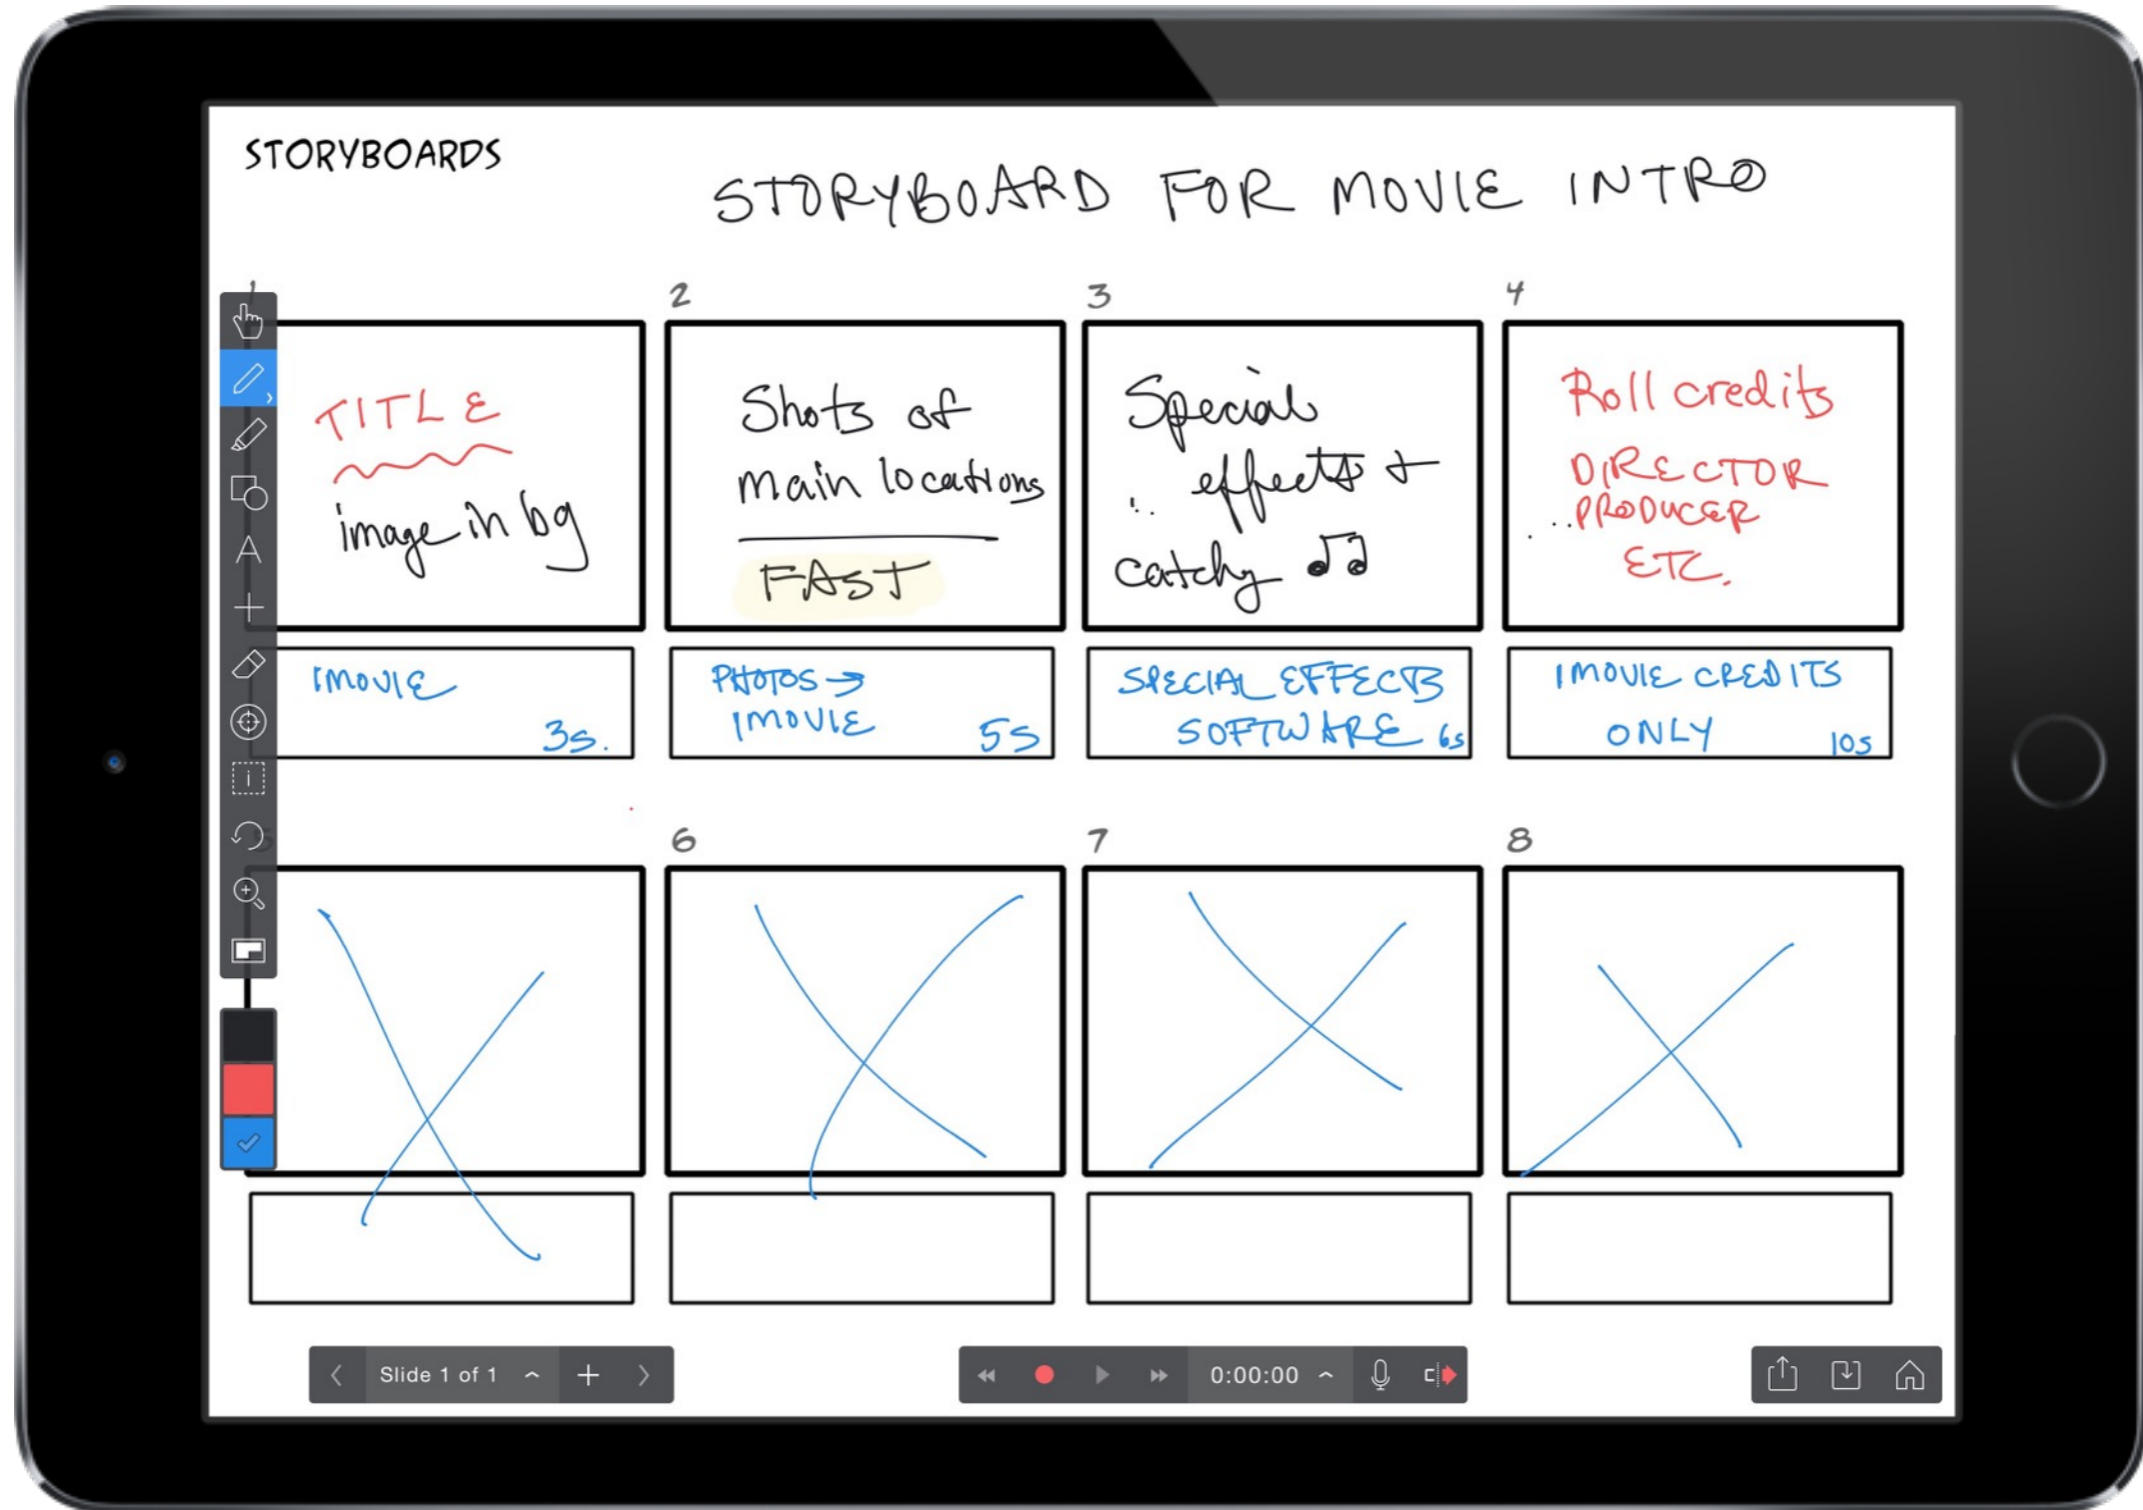 STORYBOARDS
STORYBOARD FOR MOVIE INTRO
1
2
3
4
TITLE
image in bg
Shots of
main locations
FAST
Special
effects +
catchy ♫
Roll credits
DIRECTOR
PRODUCER
ETC.
IMOVIE
3s.
PHOTOS →
IMOVIE
5s
SPECIAL EFFECTS
SOFTWARE 6s
IMOVIE CREDITS
ONLY 10s
5
6
7
8
A
i
Slide 1 of 1
0:00:00